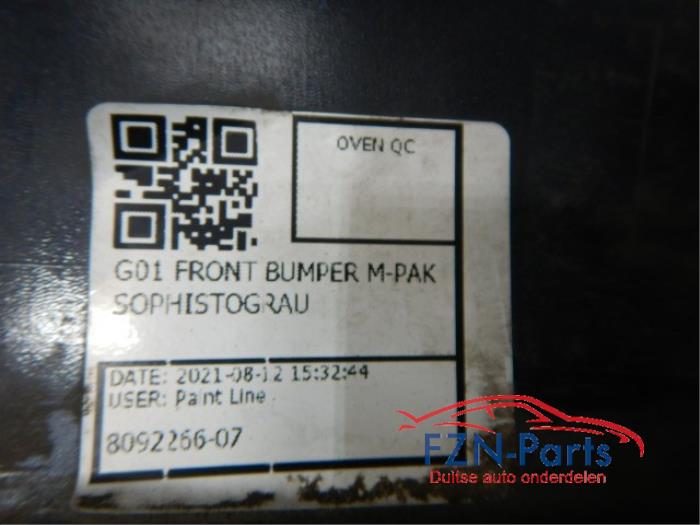 OVEN QC
G01 FRONT BUMPER M-PAK
SOPHISTOGRAU
DATE: 2021-08-12 15:32:44
USER: Paint Line
8092266-07
FZN-Parts
Duitse auto onderdelen